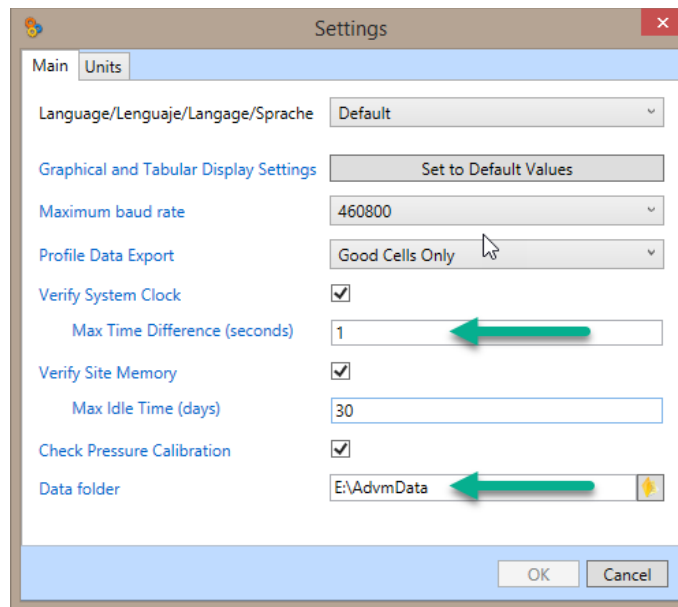 Settings
Main Units
Language/Lenguaje/Langage/Sprache Default
Graphical and Tabular Display Settings Set to Default Values
Maximum baud rate 460800
Profile Data Export Good Cells Only
Verify System Clock
Max Time Difference (seconds) 1
Verify Site Memory
Max Idle Time (days) 30
Check Pressure Calibration
Data folder E:\AdvmData
OK Cancel